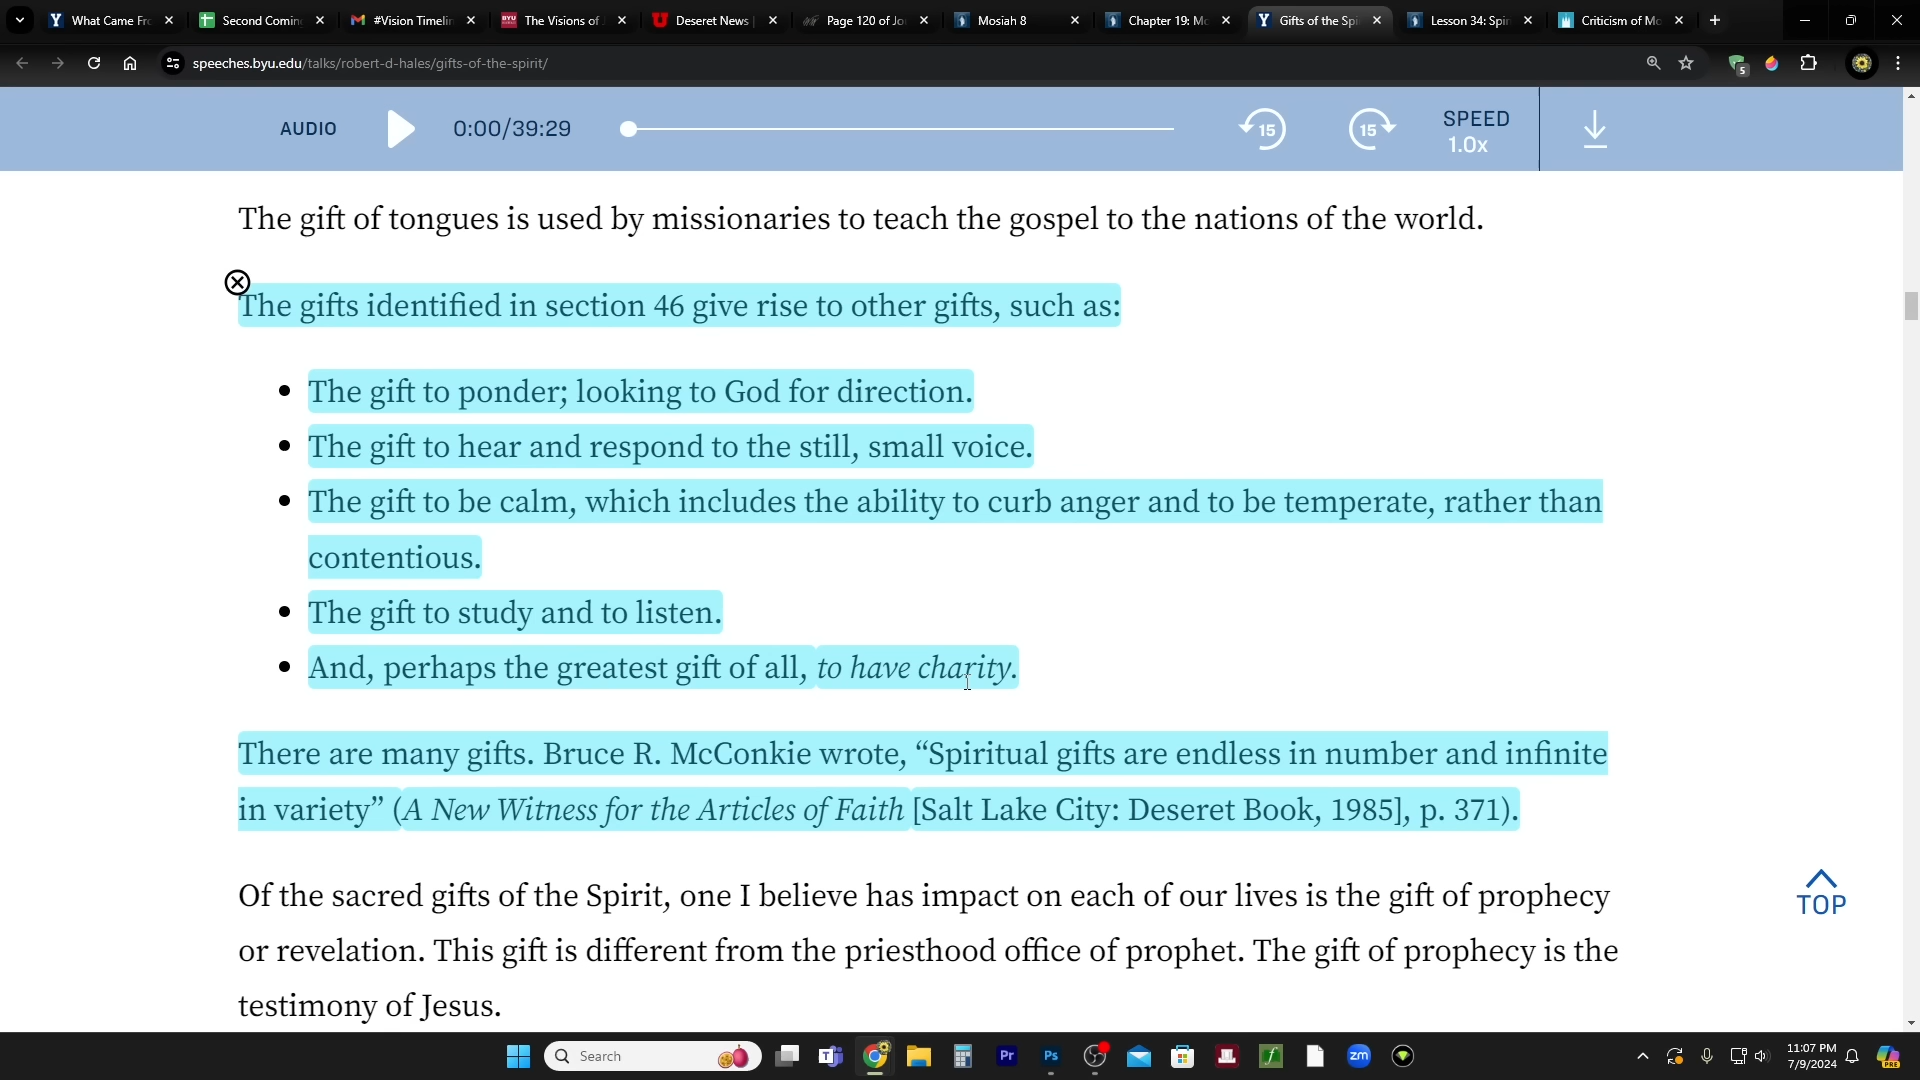 What Came Fr
Second Comin
#Vision Timelin
The Visions of J
Deseret News |
Page 120 of Jo
Mosiah 8
Chapter 19: Mo
Gifts of the Spi
Lesson 34: Spir
Criticism of Mo
speeches.byu.edu/talks/robert-d-hales/gifts-of-the-spirit/
5
AUDIO
0:00/39:29
15
15
SPEED
1.0x
The gift of tongues is used by missionaries to teach the gospel to the nations of the world.
The gifts identified in section 46 give rise to other gifts, such as:
The gift to ponder; looking to God for direction.
The gift to hear and respond to the still, small voice.
The gift to be calm, which includes the ability to curb anger and to be temperate, rather than
contentious.
The gift to study and to listen.
And, perhaps the greatest gift of all, to have charity.
There are many gifts. Bruce R. McConkie wrote, “Spiritual gifts are endless in number and infinite
in variety” (A New Witness for the Articles of Faith [Salt Lake City: Deseret Book, 1985], p. 371).
TOP
Of the sacred gifts of the Spirit, one I believe has impact on each of our lives is the gift of prophecy
or revelation. This gift is different from the priesthood office of prophet. The gift of prophecy is the
testimony of Jesus.
Search
Pr
Ps
zm
11:07 PM
7/9/2024
PRE